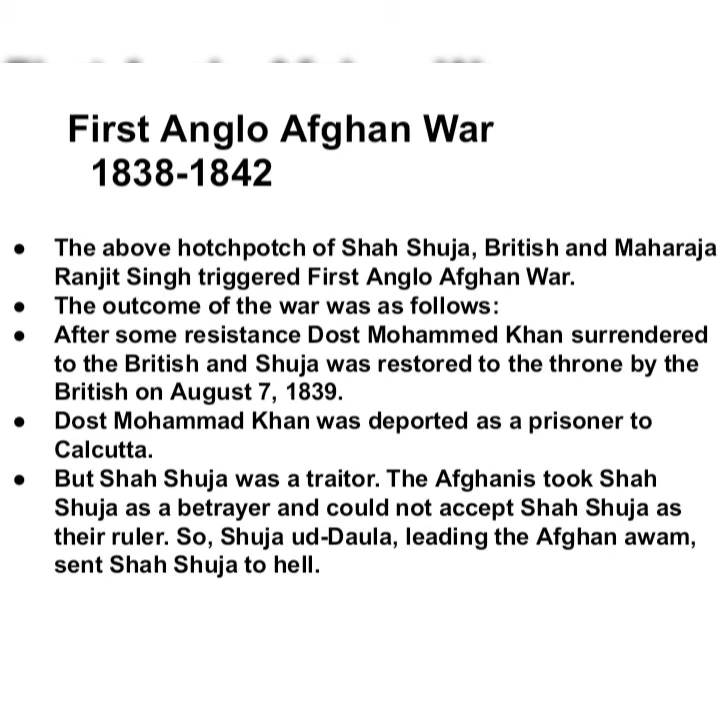 First Anglo Afghan War
1838-1842
● The above hotchpotch of Shah Shuja, British and Maharaja
Ranjit Singh triggered First Anglo Afghan War.
● The outcome of the war was as follows:
● After some resistance Dost Mohammed Khan surrendered
to the British and Shuja was restored to the throne by the
British on August 7, 1839.
● Dost Mohammad Khan was deported as a prisoner to
Calcutta.
● But Shah Shuja was a traitor. The Afghanis took Shah
Shuja as a betrayer and could not accept Shah Shuja as
their ruler. So, Shuja ud-Daula, leading the Afghan awam,
sent Shah Shuja to hell.